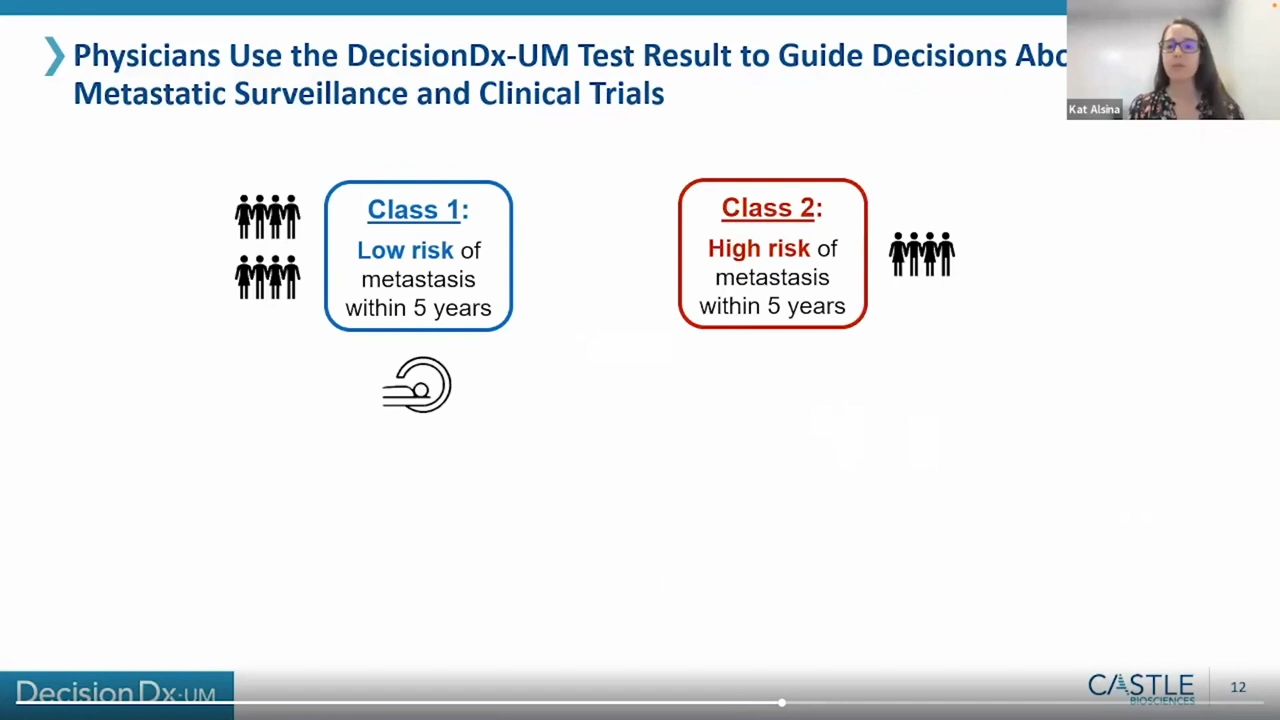 Physicians Use the DecisionDx-UM Test Result to Guide Decisions Abo
Metastatic Surveillance and Clinical Trials
Kat Alsina
Class 1:
Low risk of
metastasis
within 5 years
Class 2:
High risk of
metastasis
within 5 years
DecisionDx-UM
CASTLE
BIOSCIENCES
12